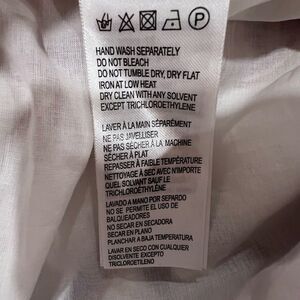 P
HAND WASH SEPARATELY
DO NOT BLEACH
DO NOT TUMBLE DRY, DRY FLAT
IRON AT LOW HEAT
DRY CLEAN WITH ANY SOLVENT
EXCEPT TRICHLOROETHYLENE
LAVER À LA MAIN SÉPARÉMENT
NE PAS JAVELLISER
NE PAS SÉCHER À LA MACHINE
SÉCHER À PLAT
REPASSER À FAIBLE TEMPÉRATURE
NETTOYAGE À SEC AVEC N'IMPORTE
QUEL SOLVANT SAUF LE
TRICHLOROÉTHYLÈNE
LAVADO A MANO POR SEPARDO
NO SE PERMITE EL USO DE
BALQUEADORES
NO SECAR EN SECADORA
SECAR EN PLANO
PLANCHAR A BAJA TEMPERATURA
LAVAR EN SECO CON CUALQUIER
DISOLVENTE EXCEPTO
TRICLOROETILENO